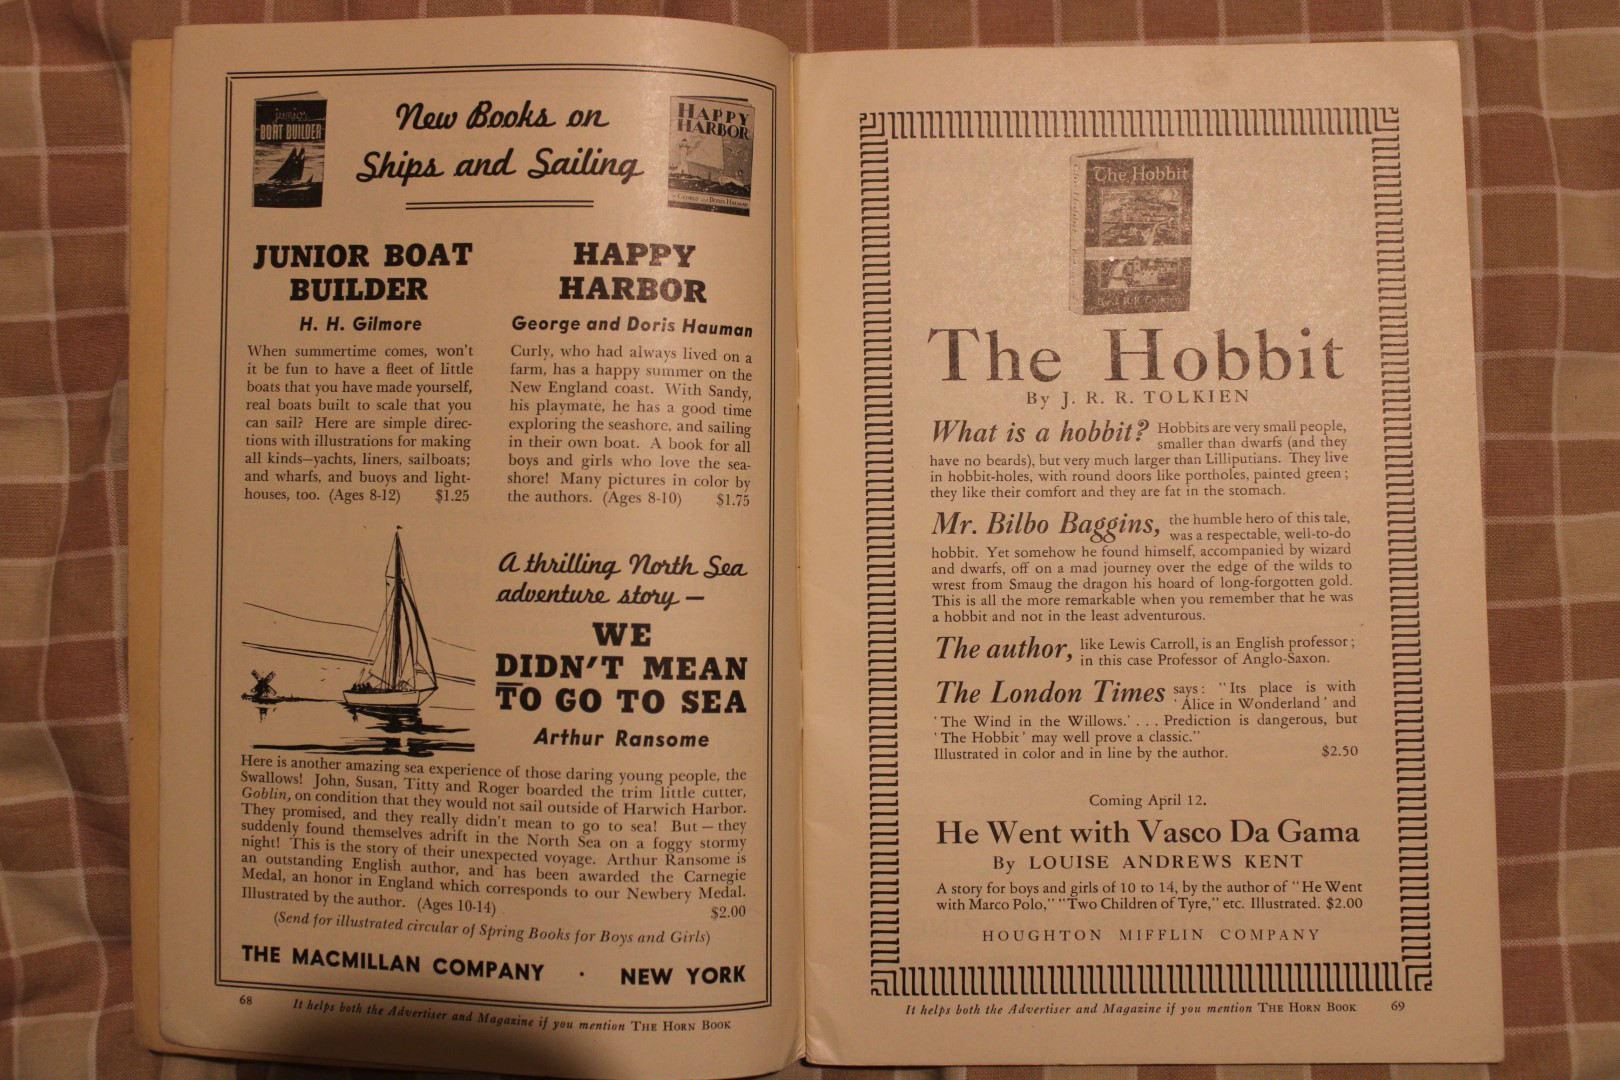 junior
BOAT BUILDER
New Books on
Ships and Sailing
HAPPY
HARBOR
by GEORGE and DORIS HAUMAN
JUNIOR BOAT
BUILDER
H. H. Gilmore
When summertime comes, won't
it be fun to have a fleet of little
boats that you have made yourself,
real boats built to scale that you
can sail? Here are simple direc-
tions with illustrations for making
all kinds—yachts, liners, sailboats;
and wharfs, and buoys and light-
houses, too. (Ages 8-12) $1.25
HAPPY
HARBOR
George and Doris Hauman
Curly, who had always lived on a
farm, has a happy summer on the
New England coast. With Sandy,
his playmate, he has a good time
exploring the seashore, and sailing
in their own boat. A book for all
boys and girls who love the sea-
shore! Many pictures in color by
the authors. (Ages 8-10) $1.75
A thrilling North Sea
adventure story —
WE
DIDN'T MEAN
TO GO TO SEA
Arthur Ransome
Here is another amazing sea experience of those daring young people, the
Swallows! John, Susan, Titty and Roger boarded the trim little cutter,
Goblin, on condition that they would not sail outside of Harwich Harbor.
They promised, and they really didn't mean to go to sea! But — they
suddenly found themselves adrift in the North Sea on a foggy stormy
night! This is the story of their unexpected voyage. Arthur Ransome is
an outstanding English author, and has been awarded the Carnegie
Medal, an honor in England which corresponds to our Newbery Medal.
Illustrated by the author. (Ages 10-14) $2.00
(Send for illustrated circular of Spring Books for Boys and Girls)
THE MACMILLAN COMPANY · NEW YORK
68 It helps both the Advertiser and Magazine if you mention THE HORN BOOK
The Hobbit
By J. R. R. Tolkien
The Hobbit
By J. R. R. TOLKIEN
What is a hobbit? Hobbits are very small people,
smaller than dwarfs (and they
have no beards), but very much larger than Lilliputians. They live
in hobbit-holes, with round doors like portholes, painted green;
they like their comfort and they are fat in the stomach.
Mr. Bilbo Baggins, the humble hero of this tale,
was a respectable, well-to-do
hobbit. Yet somehow he found himself, accompanied by wizard
and dwarfs, off on a mad journey over the edge of the wilds to
wrest from Smaug the dragon his hoard of long-forgotten gold.
This is all the more remarkable when you remember that he was
a hobbit and not in the least adventurous.
The author, like Lewis Carroll, is an English professor;
in this case Professor of Anglo-Saxon.
The London Times says: "Its place is with
'Alice in Wonderland' and
'The Wind in the Willows.' . . . Prediction is dangerous, but
'The Hobbit' may well prove a classic."
Illustrated in color and in line by the author. $2.50
Coming April 12.
He Went with Vasco Da Gama
By LOUISE ANDREWS KENT
A story for boys and girls of 10 to 14, by the author of "He Went
with Marco Polo," "Two Children of Tyre," etc. Illustrated. $2.00
HOUGHTON MIFFLIN COMPANY
It helps both the Advertiser and Magazine if you mention THE HORN BOOK 69